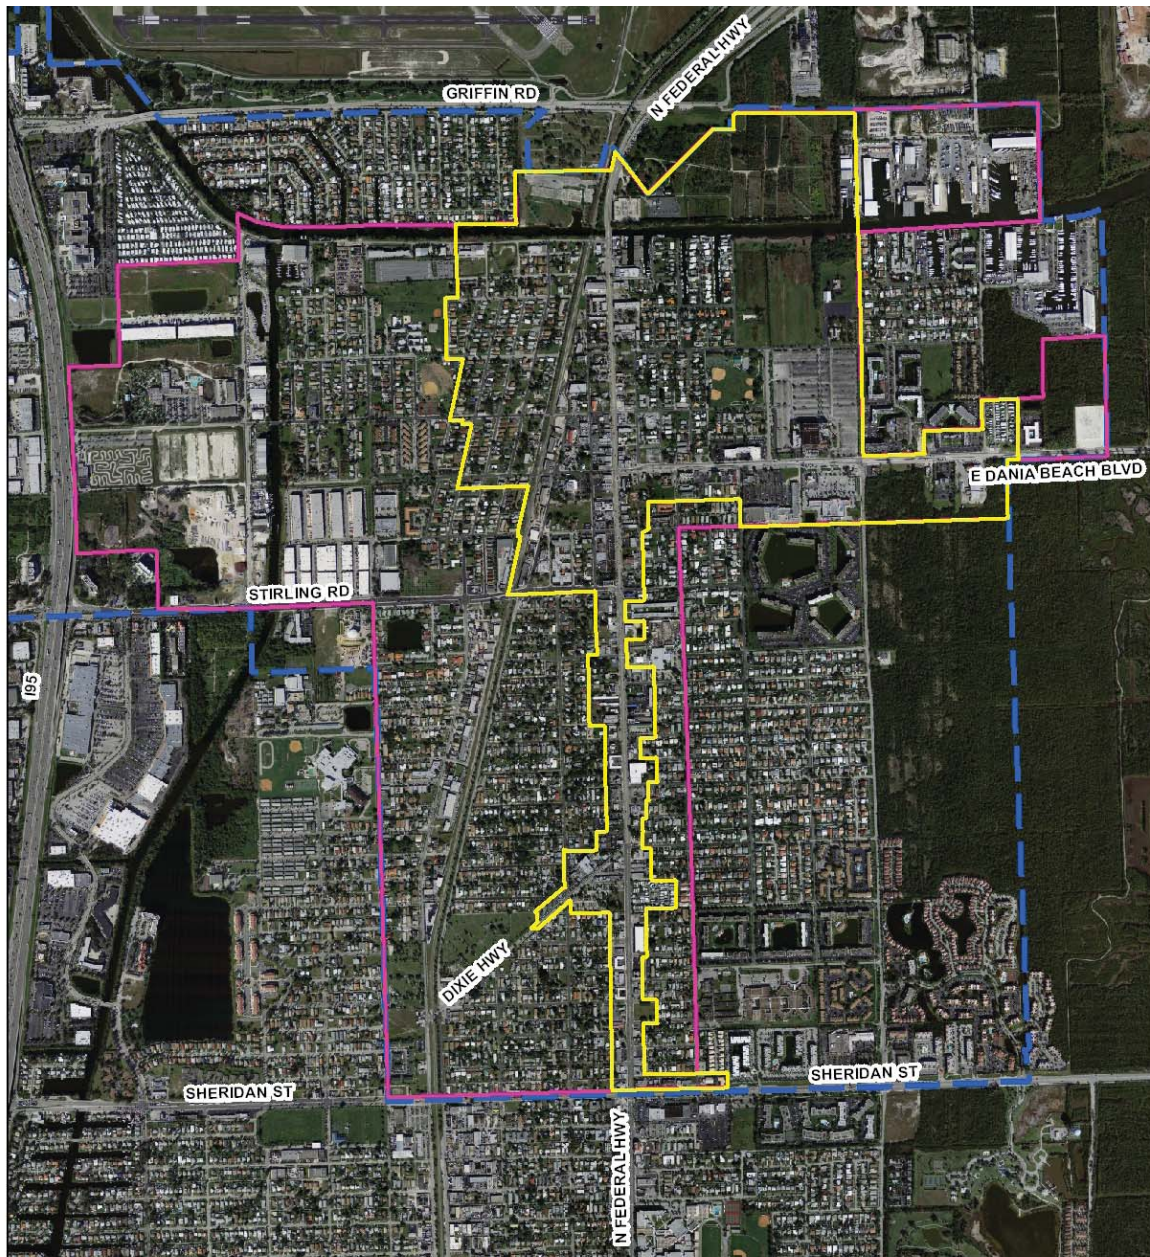 N FEDERAL HWY
GRIFFIN RD
E DANIA BEACH BLVD
STIRLING RD
I95
DIXIE HWY
SHERIDAN ST
SHERIDAN ST
N FEDERAL HWY